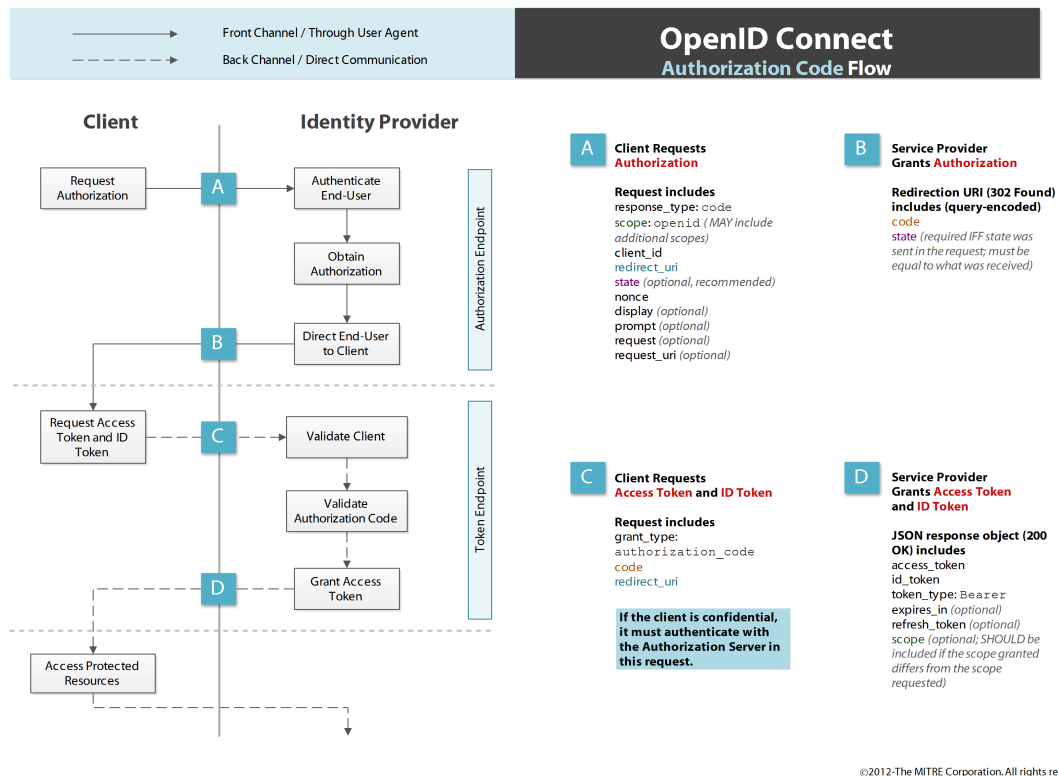 Front Channel / Through User Agent
Back Channel / Direct Communication
OpenID Connect
Authorization Code Flow
Client
Identity Provider
Request
Authorization
A
Authenticate
End-User
Obtain
Authorization
B
Direct End-User
to Client
Authorization Endpoint
Request Access
Token and ID
Token
C
Validate Client
Validate
Authorization Code
D
Grant Access
Token
Token Endpoint
Access Protected
Resources
A
Client Requests
Authorization
Request includes
response_type: code
scope: openid ( MAY include
additional scopes)
client_id
redirect_uri
state (optional, recommended)
nonce
display (optional)
prompt (optional)
request (optional)
request_uri (optional)
B
Service Provider
Grants Authorization
Redirection URI (302 Found)
includes (query-encoded)
code
state (required IFF state was
sent in the request; must be
equal to what was received)
C
Client Requests
Access Token and ID Token
Request includes
grant_type:
authorization_code
code
redirect_uri
If the client is confidential,
it must authenticate with
the Authorization Server in
this request.
D
Service Provider
Grants Access Token
and ID Token
JSON response object (200
OK) includes
access_token
id_token
token_type: Bearer
expires_in (optional)
refresh_token (optional)
scope (optional; SHOULD be
included if the scope granted
differs from the scope
requested)
©2012-The MITRE Corporation. All rights re